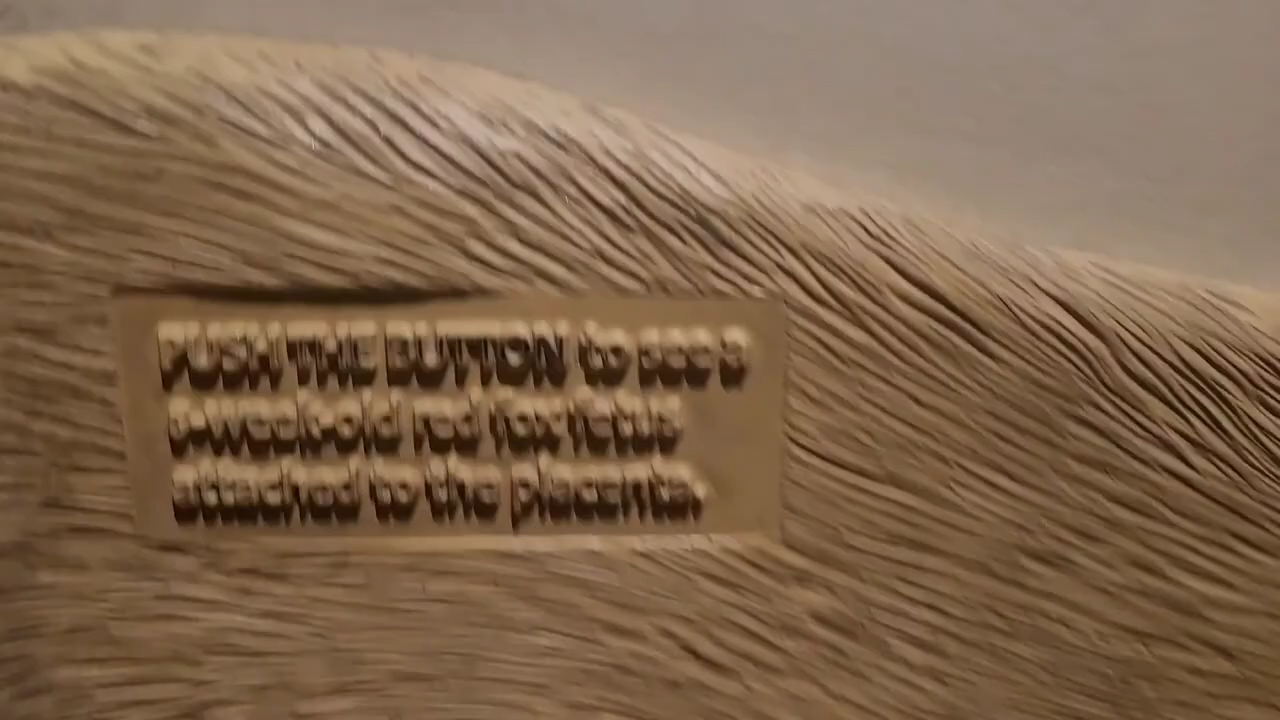 PUSH THE BUTTON to see a
red fox fetus
attached to the placenta.